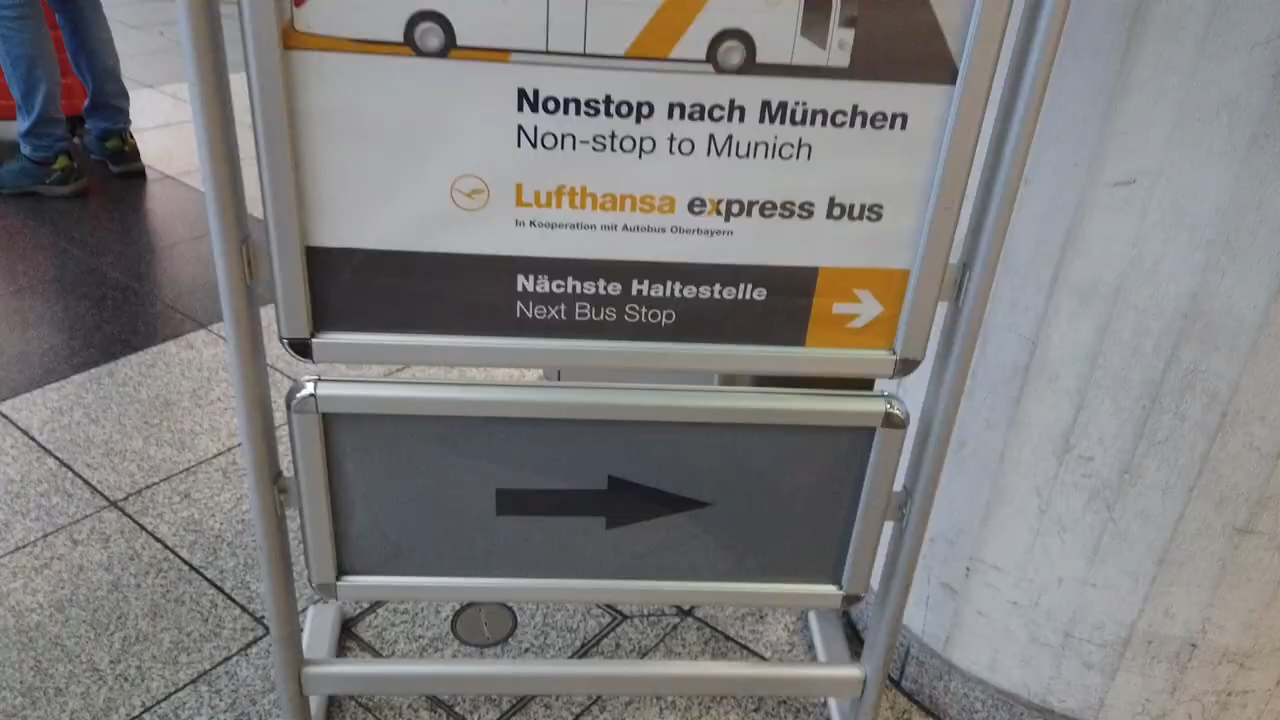 Nonstop nach München
Non-stop to Munich
Lufthansa express bus
In Kooperation mit Autobus Oberbayern
Nächste Haltestelle
Next Bus Stop